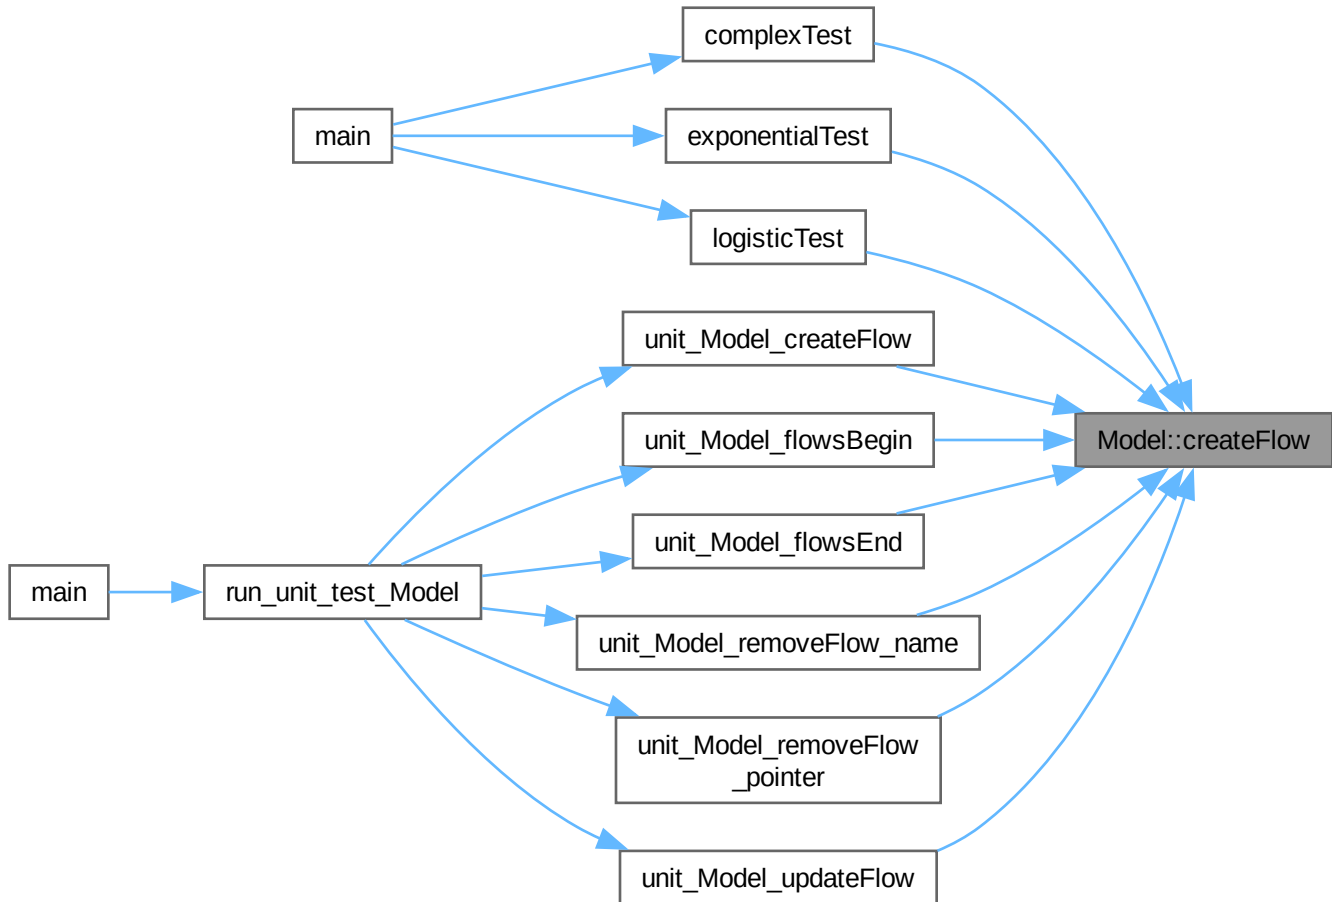 complexTest
main
exponentialTest
logisticTest
unit_Model_createFlow
unit_Model_flowsBegin
Model::createFlow
unit_Model_flowsEnd
main
run_unit_test_Model
unit_Model_removeFlow_name
unit_Model_removeFlow
_pointer
unit_Model_updateFlow